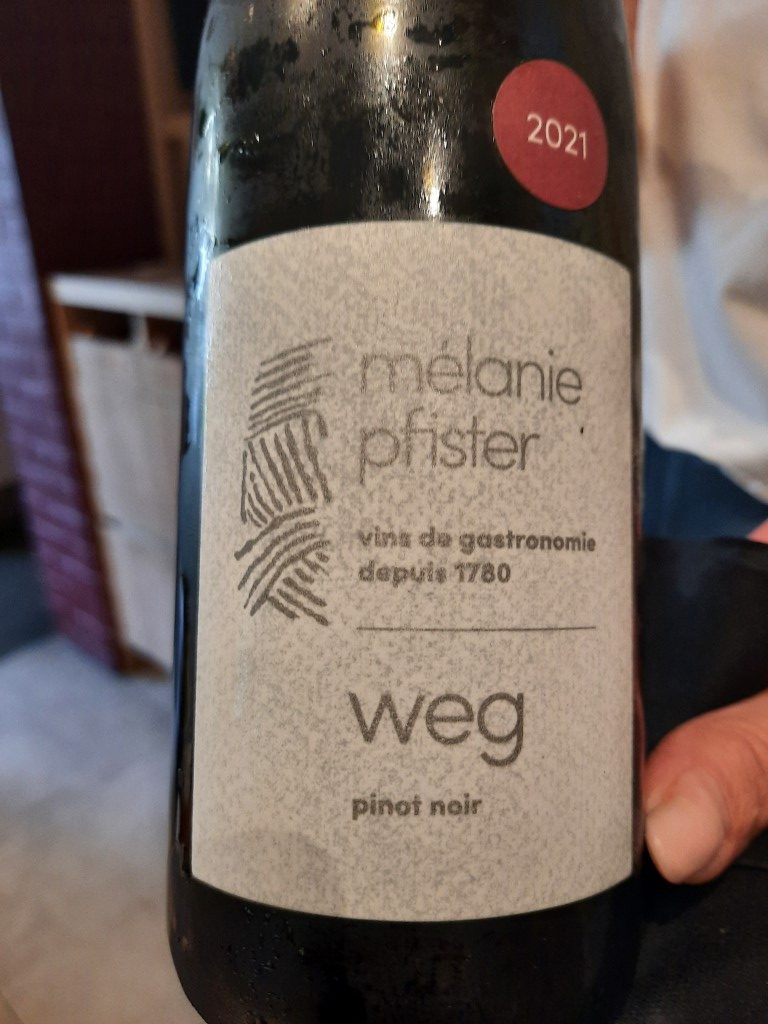 2021
mélanie
pfister
vins de gastronomie
depuis 1780
weg
pinot noir